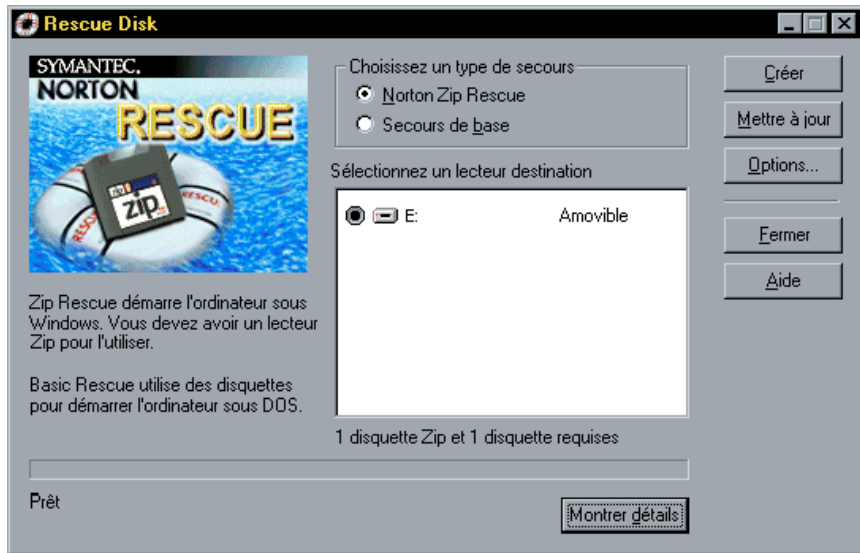 Rescue Disk
SYMANTEC.
NORTON
RESCUE
zip
zip
RESCUE
RESCUE
Zip Rescue démarre l'ordinateur sous
Windows. Vous devez avoir un lecteur
Zip pour l'utiliser.
Basic Rescue utilise des disquettes
pour démarrer l'ordinateur sous DOS.
Choisissez un type de secours
Norton Zip Rescue
Secours de base
Sélectionnez un lecteur destination
E: Amovible
1 disquette Zip et 1 disquette requises
Prêt
Montrer détails
Créer
Mettre à jour
Options...
Fermer
Aide